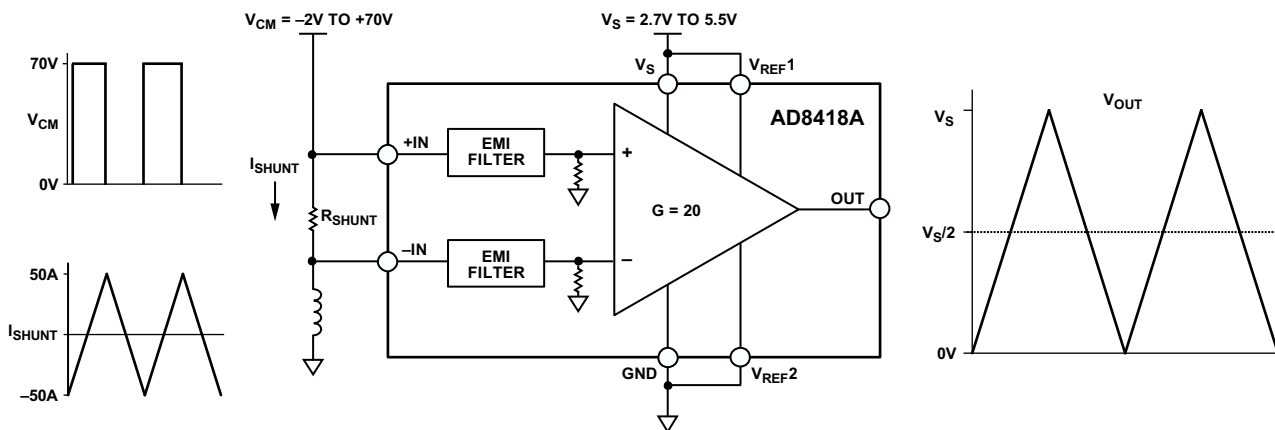 V_CM = –2V TO +70V
V_S = 2.7V TO 5.5V
70V
V_CM
0V
V_S
V_REF1
AD8418A
+IN
EMI
FILTER
+
I_SHUNT
R_SHUNT
G = 20
OUT
–IN
EMI
FILTER
–
50A
I_SHUNT
–50A
GND
V_REF2
V_OUT
V_S
V_S/2
0V